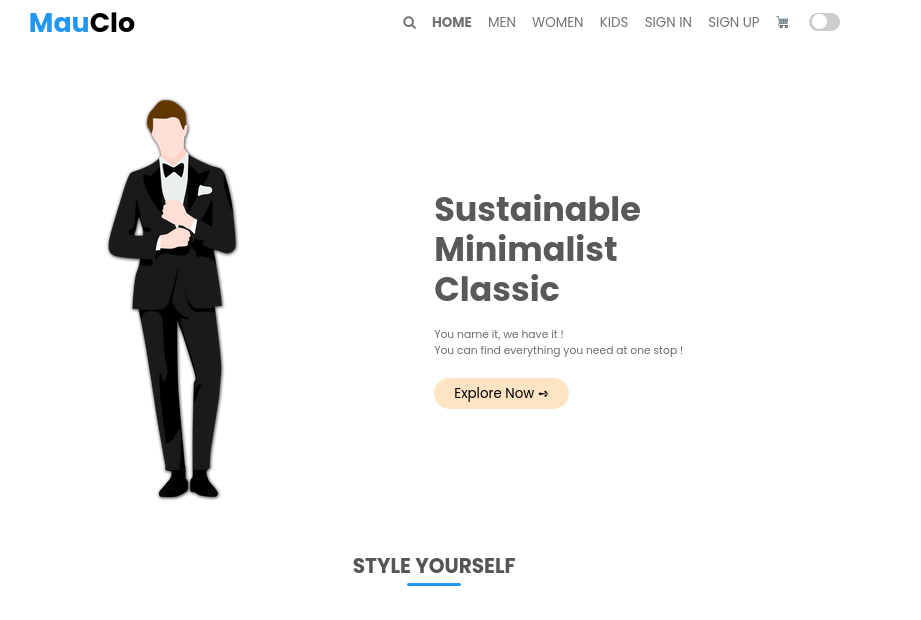 MauClo
HOME MEN WOMEN KIDS SIGN IN SIGN UP
Sustainable
Minimalist
Classic
You name it, we have it !
You can find everything you need at one stop !
Explore Now ➺
STYLE YOURSELF